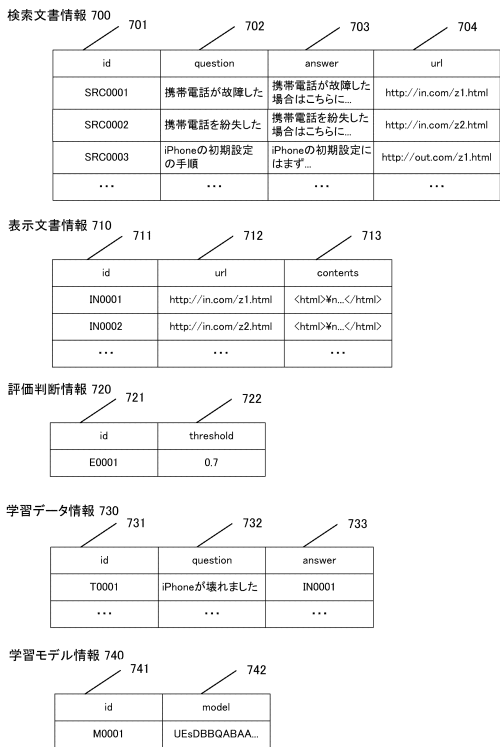 検索文書情報 700
701 702 703 704
id question answer url
SRC0001 携帯電話が故障した 携帯電話が故障した場合はこちらに... http://in.com/z1.html
SRC0002 携帯電話を紛失した 携帯電話を紛失した場合はこちらに... http://in.com/z2.html
SRC0003 iPhoneの初期設定の手順 iPhoneの初期設定にはまず... http://out.com/z1.html
... ... ... ...
表示文書情報 710
711 712 713
id url contents
IN0001 http://in.com/z1.html <html>¥n...</html>
IN0002 http://in.com/z2.html <html>¥n...</html>
... ... ...
評価判断情報 720
721 722
id threshold
E0001 0.7
学習データ情報 730
731 732 733
id question answer
T0001 iPhoneが壊れました IN0001
... ... ...
学習モデル情報 740
741 742
id model
M0001 UEsDBBQABAA...